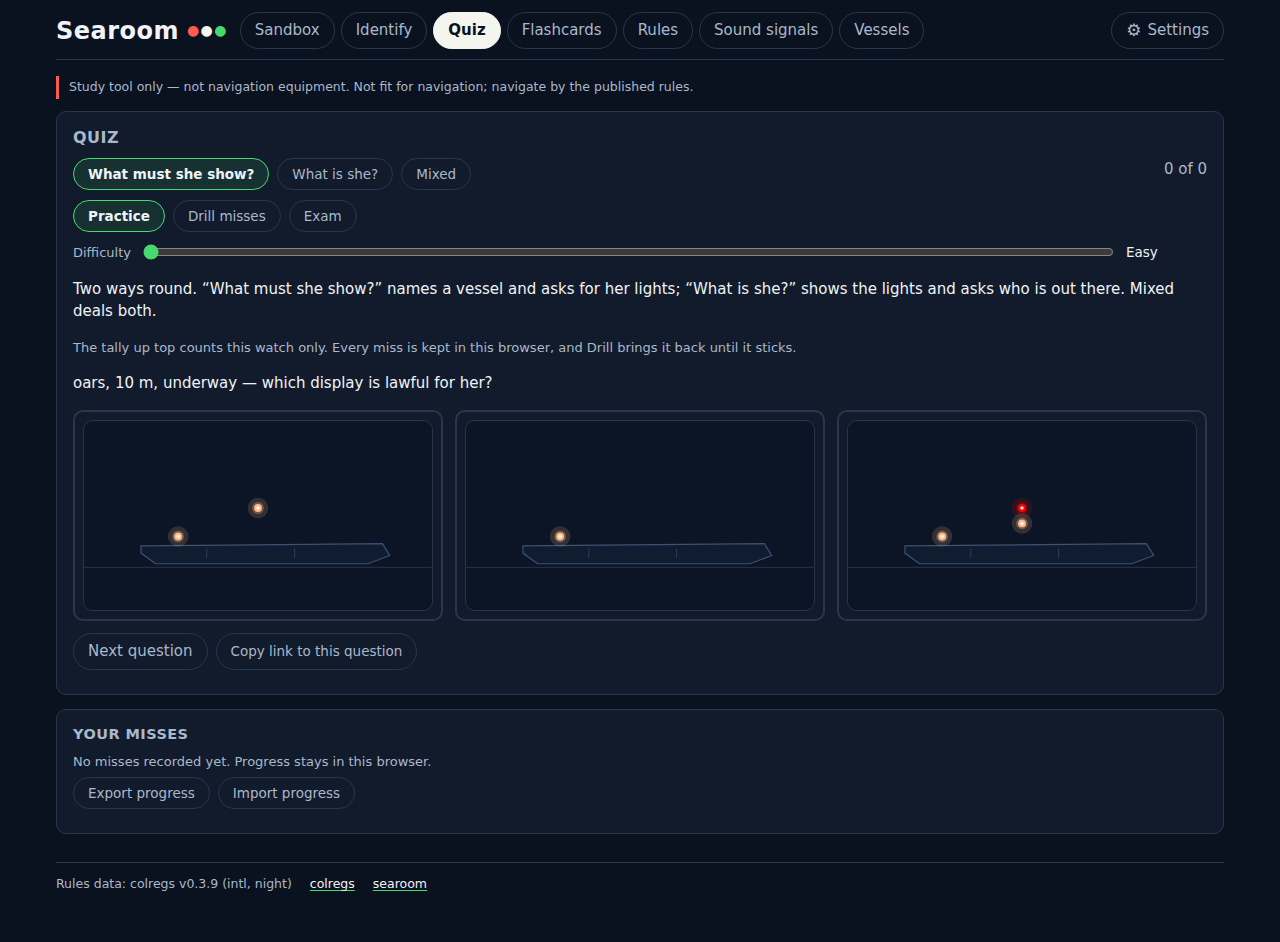 Searoom
Sandbox
Identify
Quiz
Flashcards
Rules
Sound signals
Vessels
⚙ Settings
Study tool only — not navigation equipment. Not fit for navigation; navigate by the published rules.
QUIZ
What must she show?
What is she?
Mixed
0 of 0
Practice
Drill misses
Exam
Difficulty
Easy
Two ways round. “What must she show?” names a vessel and asks for her lights; “What is she?” shows the lights and asks who is out there. Mixed
deals both.
The tally up top counts this watch only. Every miss is kept in this browser, and Drill brings it back until it sticks.
oars, 10 m, underway — which display is lawful for her?
Next question
Copy link to this question
YOUR MISSES
No misses recorded yet. Progress stays in this browser.
Export progress
Import progress
Rules data: colregs v0.3.9 (intl, night)
colregs
searoom